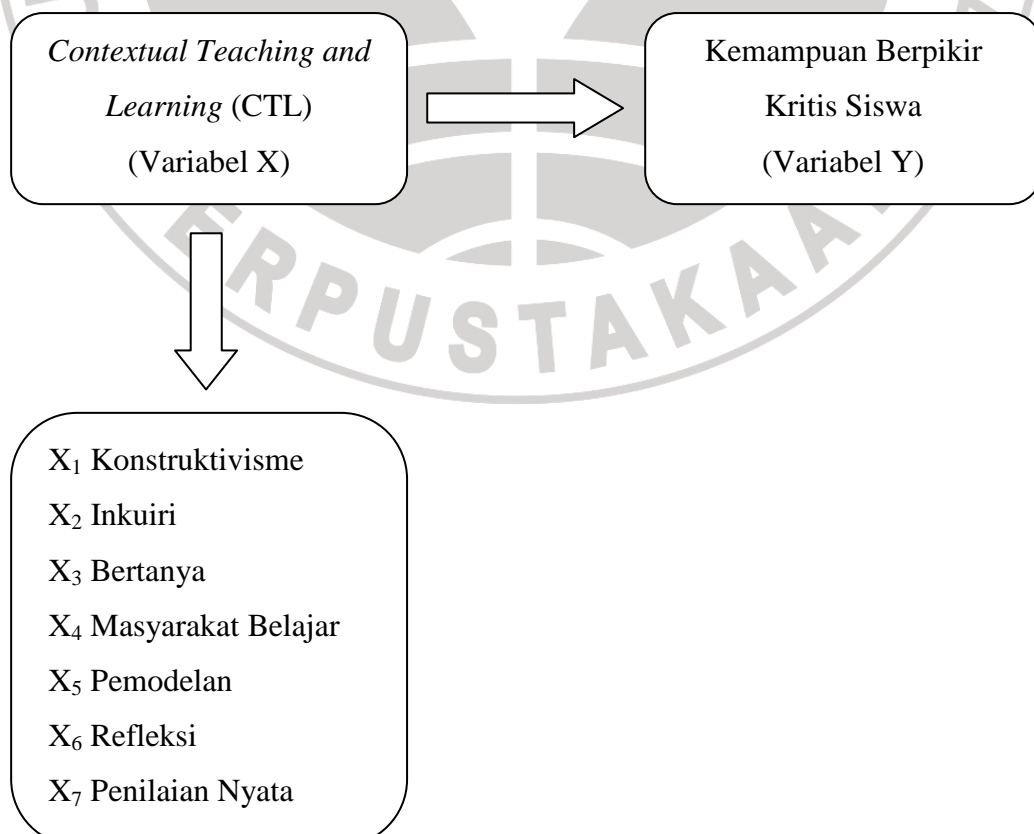 Contextual Teaching and
Learning (CTL)
(Variabel X)
Kemampuan Berpikir
Kritis Siswa
(Variabel Y)
ERPUSTAKAA
X₁ Konstruktivisme
X₂ Inkuiri
X₃ Bertanya
X₄ Masyarakat Belajar
X₅ Pemodelan
X₆ Refleksi
X₇ Penilaian Nyata